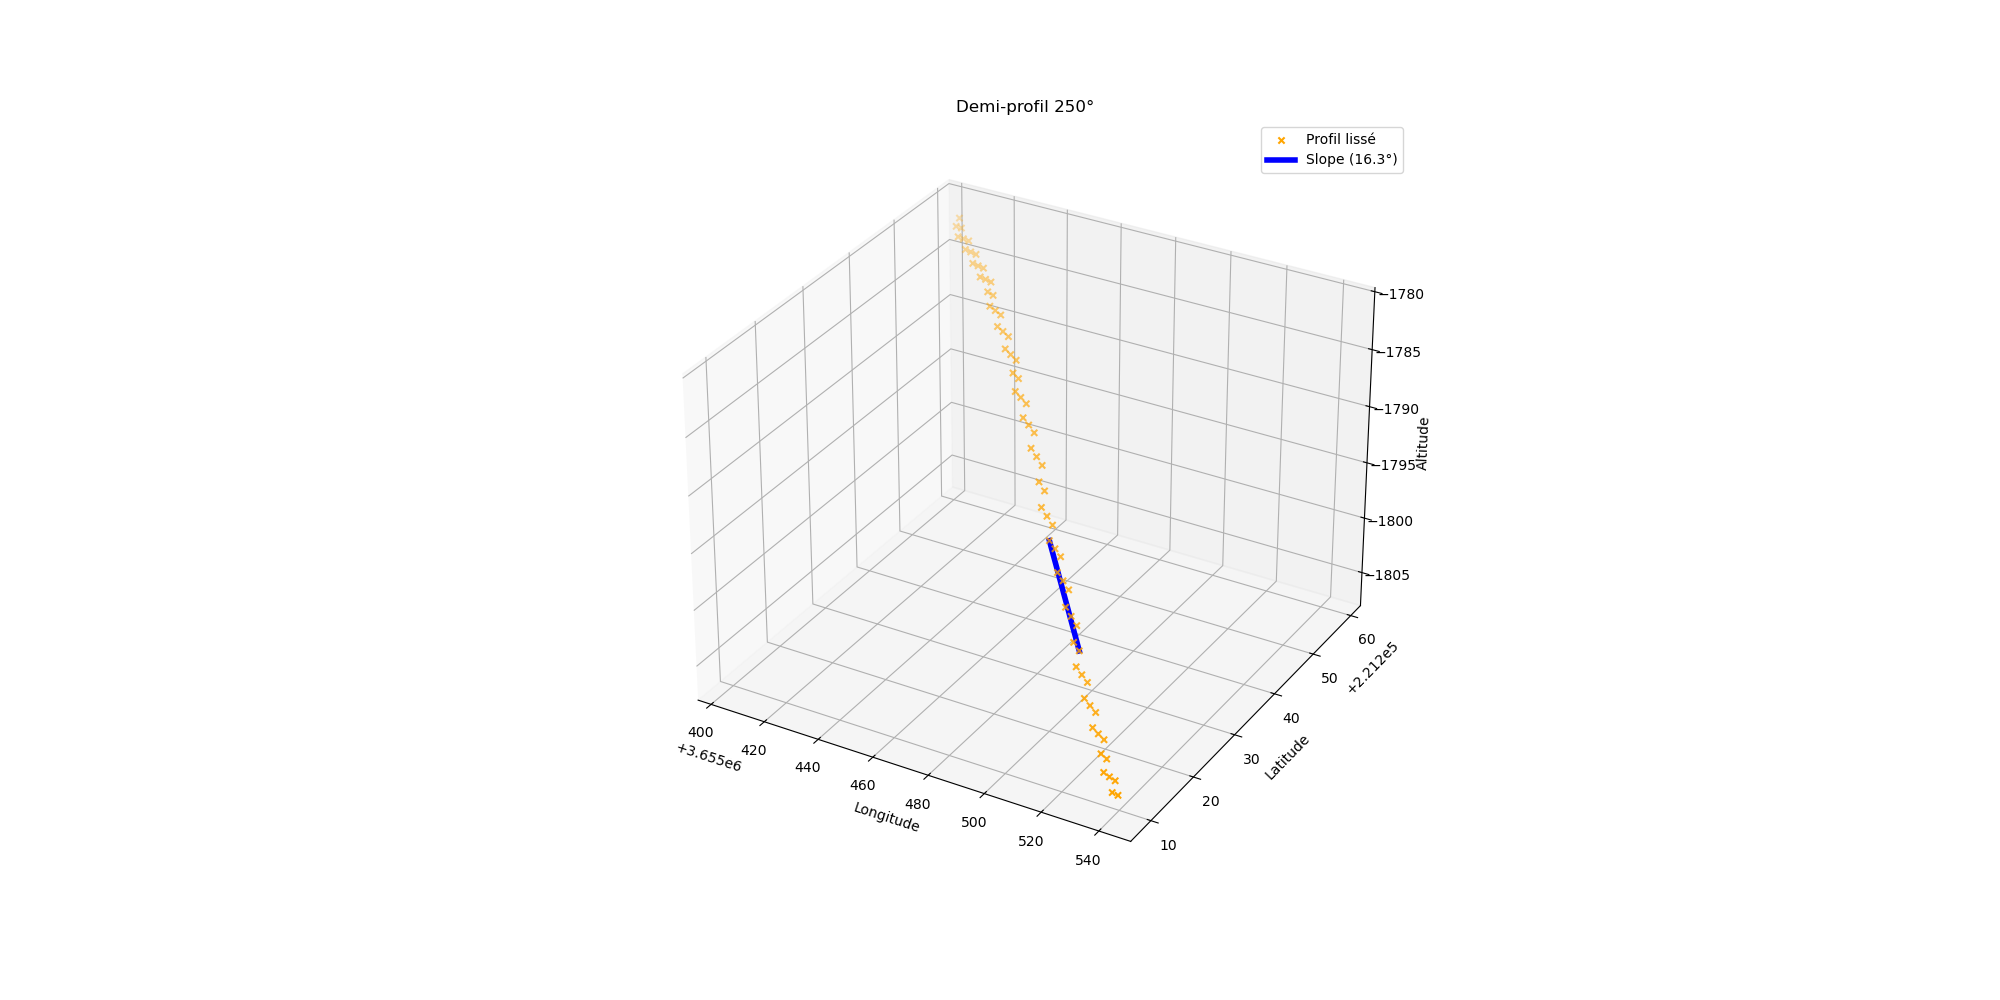 Demi-profil 250°
Profil lissé
Slope (16.3°)
−1780
−1785
−1790
−1795
−1800
−1805
Altitude
60
50
40
30
20
10
+2.212e5
Latitude
400
420
440
460
480
500
520
540
+3.655e6
Longitude